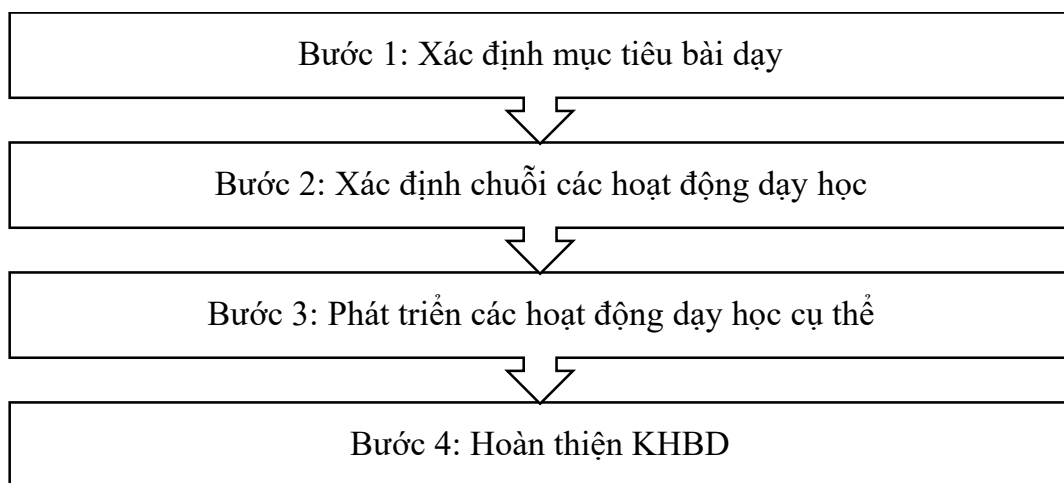 Bước 1: Xác định mục tiêu bài dạy
Bước 2: Xác định chuỗi các hoạt động dạy học
Bước 3: Phát triển các hoạt động dạy học cụ thể
Bước 4: Hoàn thiện KHBD